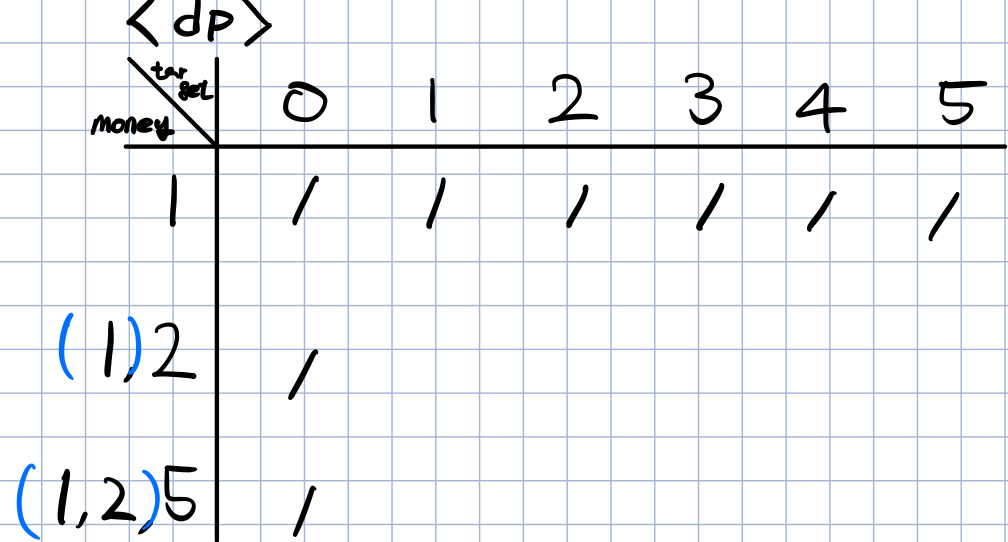 <dp>
target
money
0 1 2 3 4 5
1 1 1 1 1 1 1
(1,)2 1
(1,2)5 1